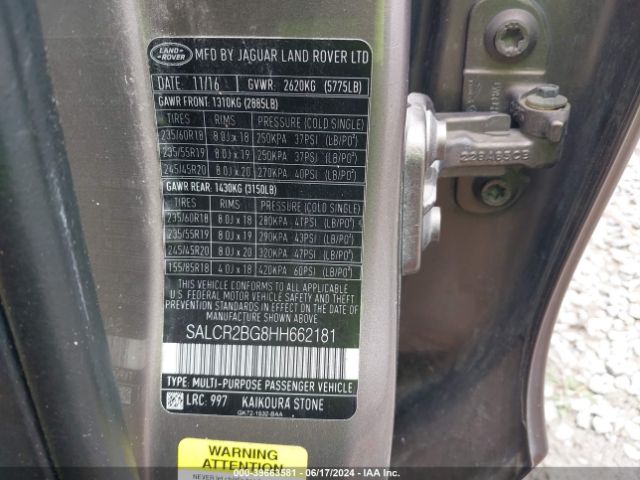 LAND ROVER
MFD BY JAGUAR LAND ROVER LTD
DATE: 11/16 GVWR: 2620KG (5775LB)
GAWR FRONT: 1310KG (2885LB)
TIRES RIMS PRESSURE (COLD SINGLE)
235/60R18 8.0J x 18 250KPA 37PSI (LB/PO²)
235/55R19 8.0J x 19 250KPA 37PSI (LB/PO²)
245/45R20 8.0J x 20 270KPA 40PSI (LB/PO²)
GAWR REAR: 1430KG (3150LB)
TIRES RIMS PRESSURE (COLD SINGLE)
235/60R18 8.0J x 18 280KPA 41PSI (LB/PO²)
235/55R19 8.0J x 19 290KPA 43PSI (LB/PO²)
245/45R20 8.0J x 20 320KPA 47PSI (LB/PO²)
155/85R18 4.0J x 18 420KPA 60PSI (LB/PO²)
THIS VEHICLE CONFORMS TO ALL APPLICABLE
U.S. FEDERAL MOTOR VEHICLE SAFETY AND THEFT
PREVENTION STANDARDS IN EFFECT ON THE DATE
OF MANUFACTURE SHOWN ABOVE.
SALCR2BG8HH662181
TYPE: MULTI-PURPOSE PASSENGER VEHICLE
LRC: 997 KAIKOURA STONE
GK72-1532-BAA
WARNING
ATTENTION
39663581 - 06/17/2024 - IAA Inc.